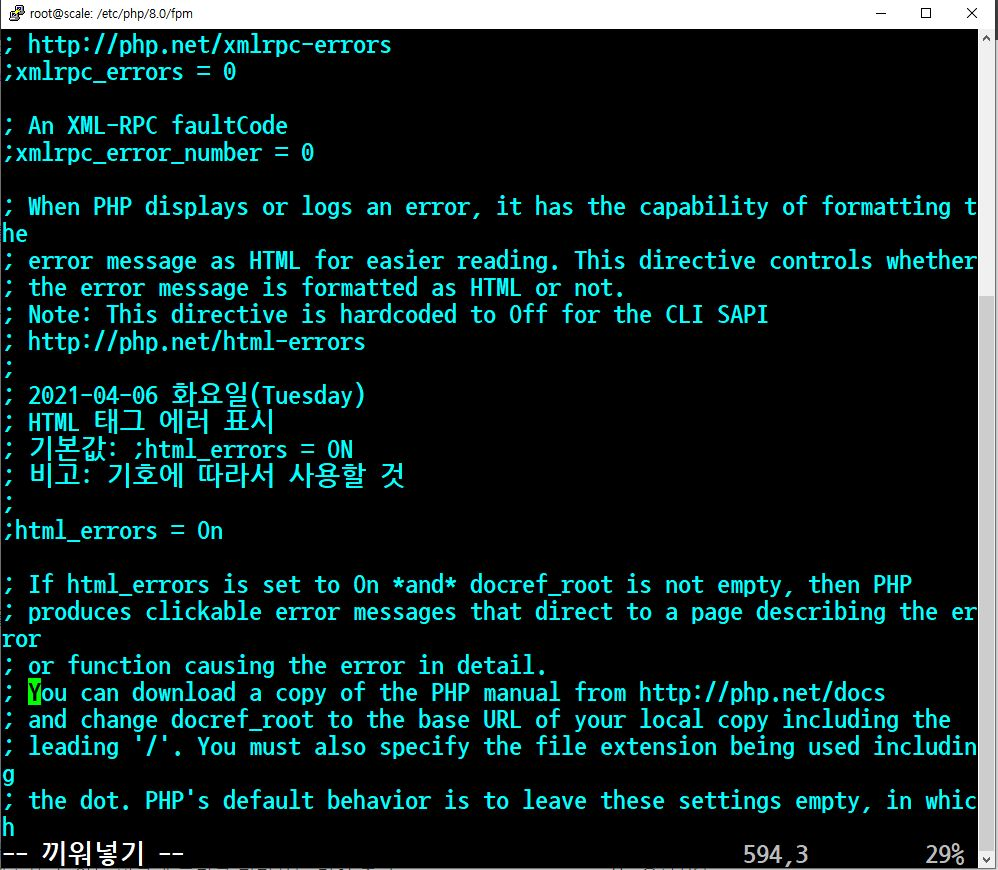 root@scale: /etc/php/8.0/fpm
; http://php.net/xmlrpc-errors
;xmlrpc_errors = 0
; An XML-RPC faultCode
;xmlrpc_error_number = 0
; When PHP displays or logs an error, it has the capability of formatting t
he
; error message as HTML for easier reading. This directive controls whether
; the error message is formatted as HTML or not.
; Note: This directive is hardcoded to Off for the CLI SAPI
; http://php.net/html-errors
;
; 2021-04-06 화요일(Tuesday)
; HTML 태그 에러 표시
; 기본값: ;html_errors = ON
; 비고: 기호에 따라서 사용할 것
;
;html_errors = On
; If html_errors is set to On *and* docref_root is not empty, then PHP
; produces clickable error messages that direct to a page describing the er
ror
; or function causing the error in detail.
; You can download a copy of the PHP manual from http://php.net/docs
; and change docref_root to the base URL of your local copy including the
; leading '/'. You must also specify the file extension being used includin
g
; the dot. PHP's default behavior is to leave these settings empty, in whic
h
-- 끼워넣기 -- 594,3 29%